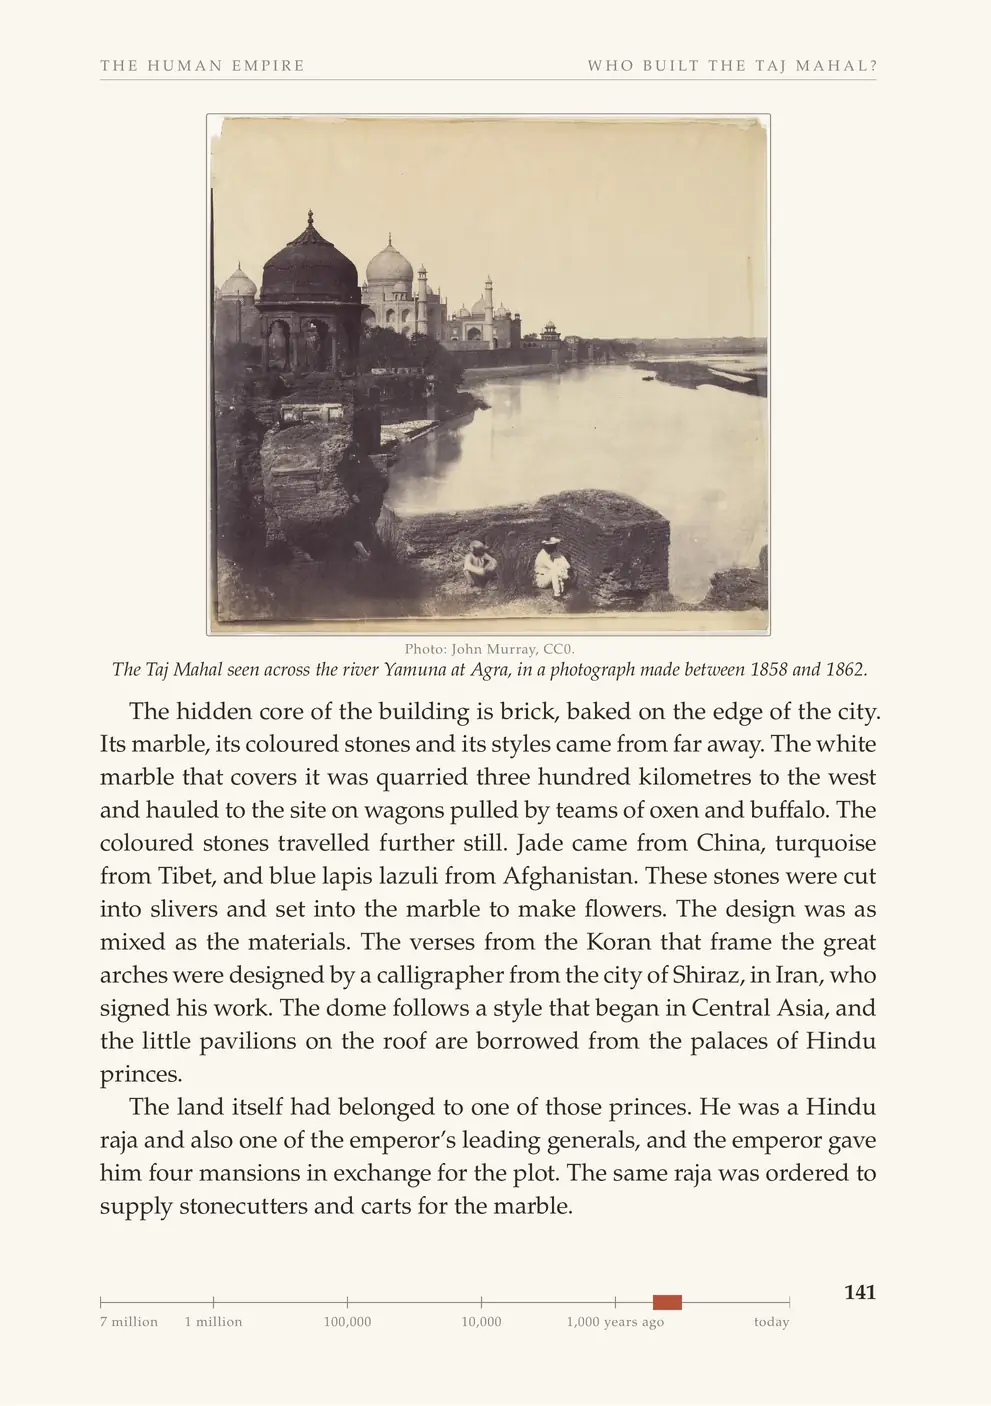 THE HUMAN EMPIRE
WHO BUILT THE TAJ MAHAL?
Photo: John Murray, CC0.
The Taj Mahal seen across the river Yamuna at Agra, in a photograph made between 1858 and 1862.
The hidden core of the building is brick, baked on the edge of the city.
Its marble, its coloured stones and its styles came from far away. The white
marble that covers it was quarried three hundred kilometres to the west
and hauled to the site on wagons pulled by teams of oxen and buffalo. The
coloured stones travelled further still. Jade came from China, turquoise
from Tibet, and blue lapis lazuli from Afghanistan. These stones were cut
into slivers and set into the marble to make flowers. The design was as
mixed as the materials. The verses from the Koran that frame the great
arches were designed by a calligrapher from the city of Shiraz, in Iran, who
signed his work. The dome follows a style that began in Central Asia, and
the little pavilions on the roof are borrowed from the palaces of Hindu
princes.
The land itself had belonged to one of those princes. He was a Hindu
raja and also one of the emperor’s leading generals, and the emperor gave
him four mansions in exchange for the plot. The same raja was ordered to
supply stonecutters and carts for the marble.
141
7 million 1 million 100,000 10,000 1,000 years ago today